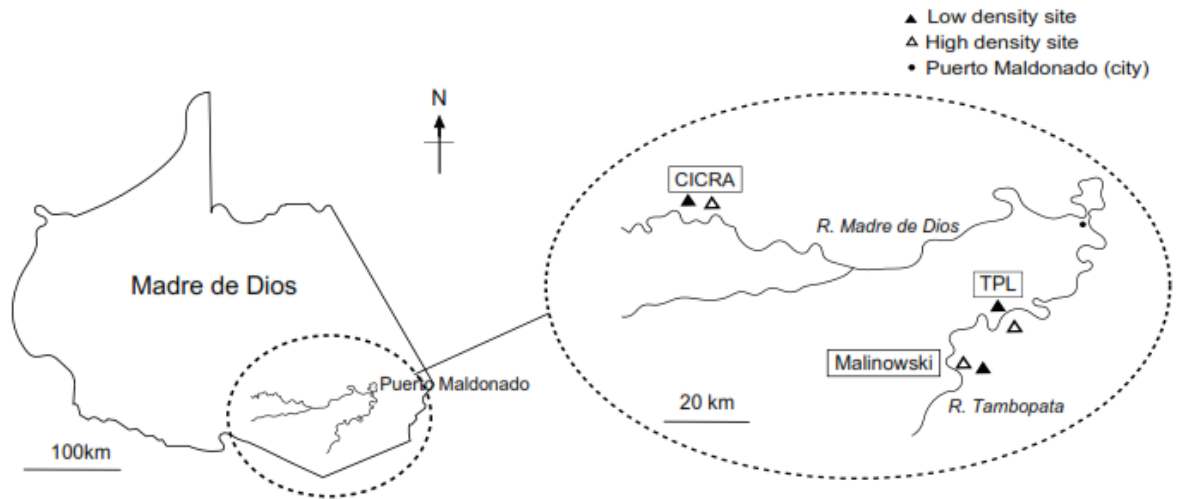 ▲ Low density site
△ High density site
• Puerto Maldonado (city)
N
CICRA
R. Madre de Dios
Madre de Dios
TPL
Malinowski
Puerto Maldonado
20 km
R. Tambopata
100km